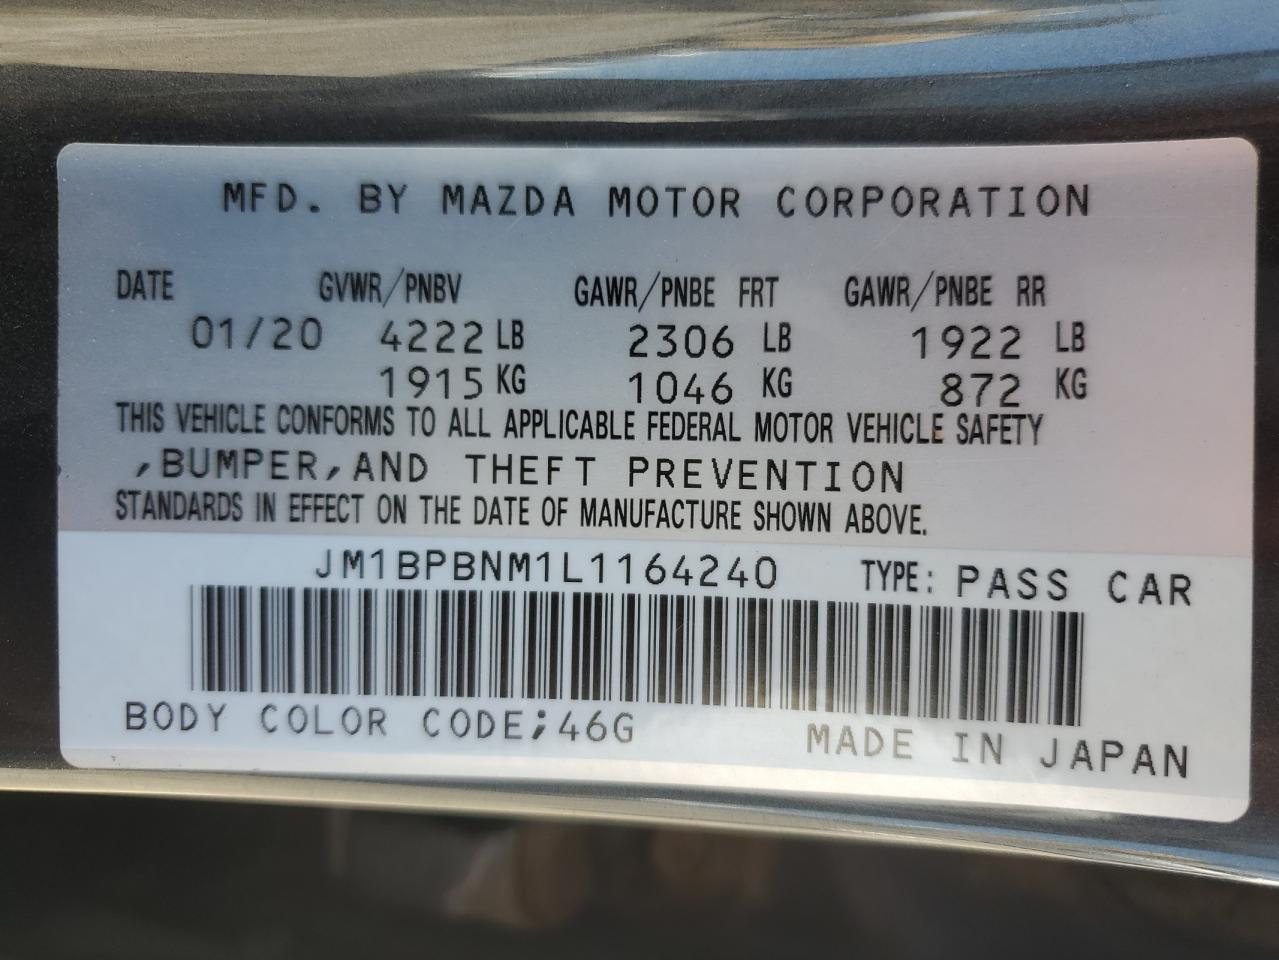 MFD. BY MAZDA MOTOR CORPORATION
DATE GVWR/PNBV GAWR/PNBE FRT GAWR/PNBE RR
01/20 4222 LB 2306 LB 1922 LB
1915 KG 1046 KG 872 KG
THIS VEHICLE CONFORMS TO ALL APPLICABLE FEDERAL MOTOR VEHICLE SAFETY
,BUMPER,AND THEFT PREVENTION
STANDARDS IN EFFECT ON THE DATE OF MANUFACTURE SHOWN ABOVE.
JM1BPBNM1L1164240 TYPE: PASS CAR
BODY COLOR CODE;46G MADE IN JAPAN